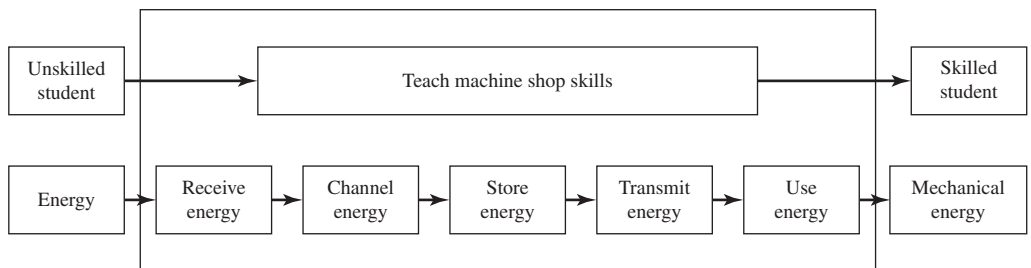 Unskilled
student
Teach machine shop skills
Skilled
student
Energy
Receive
energy
Channel
energy
Store
energy
Transmit
energy
Use
energy
Mechanical
energy